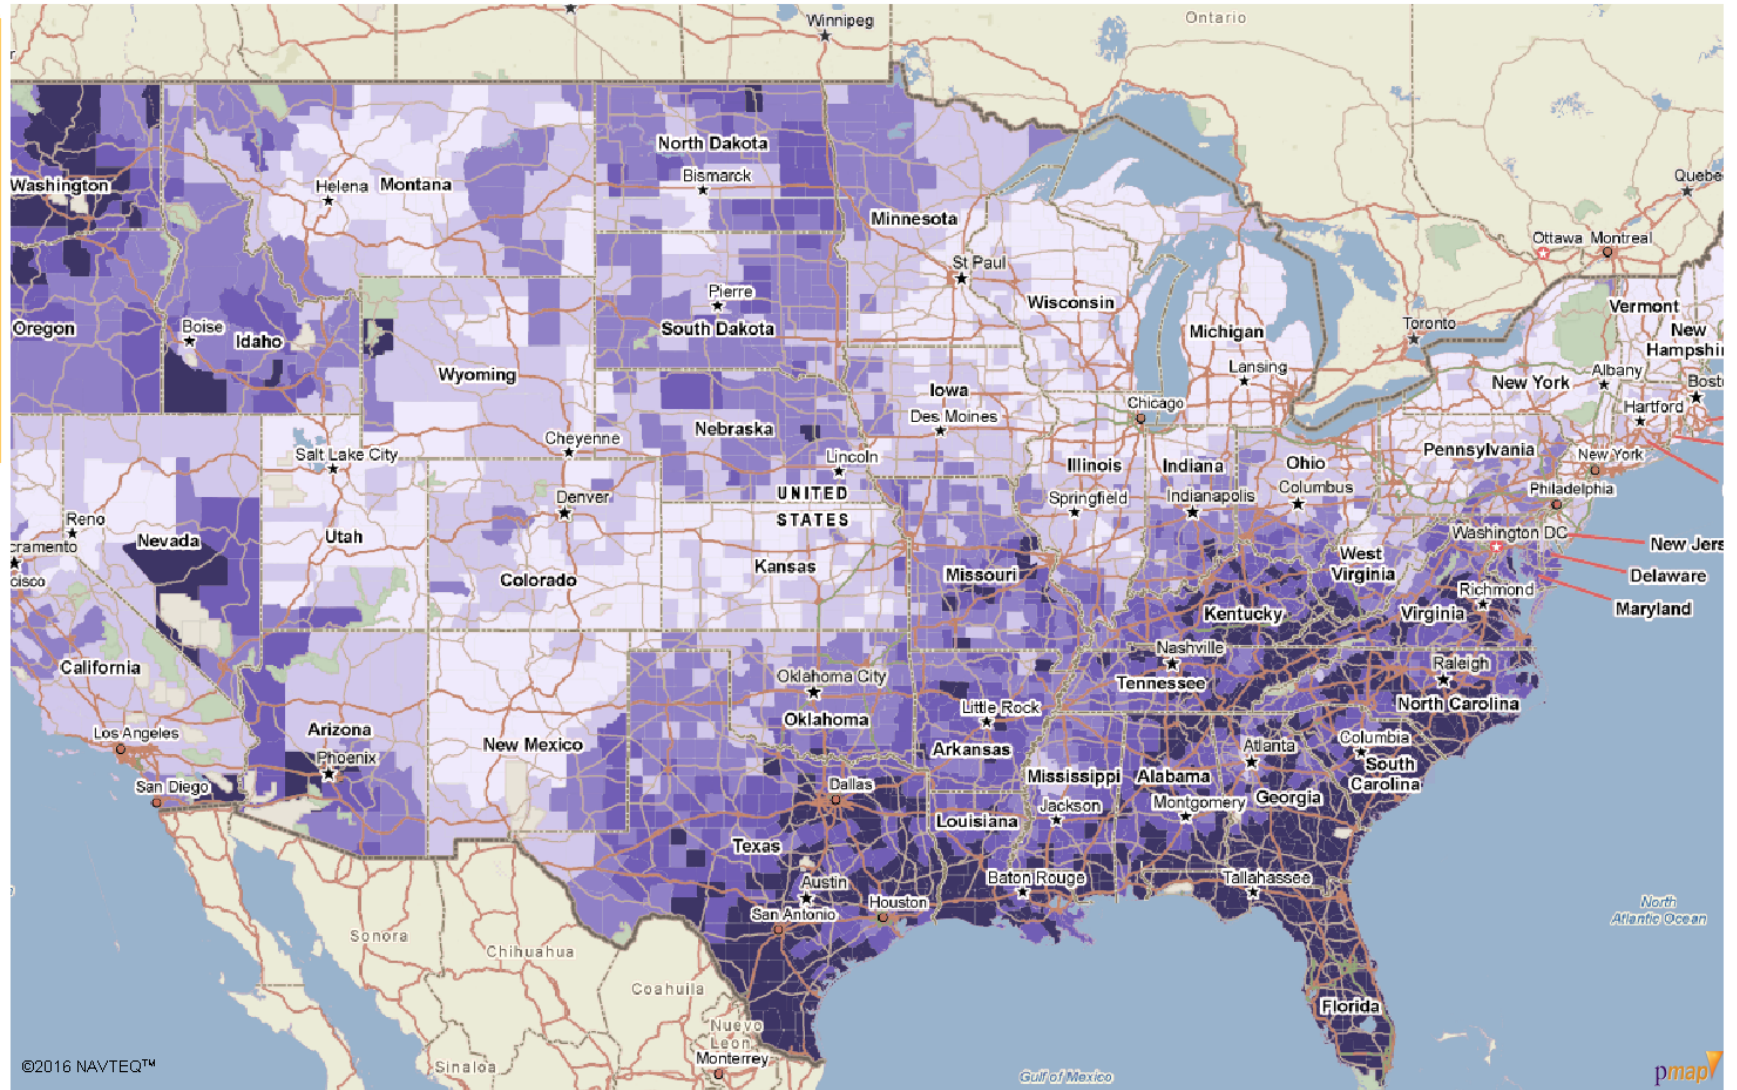 Winnipeg
Ontario
Quebe
Washington
Helena
Montana
North Dakota
Bismarck
Minnesota
St Paul
Ottawa
Montreal
Oregon
Boise
Idaho
Pierre
South Dakota
Wisconsin
Michigan
Toronto
Vermont
New
Hampshir
Wyoming
Lansing
Iowa
Des Moines
Chicago
New York
Albany
Bost
Hartford
Nebraska
Cheyenne
Salt Lake City
Lincoln
Illinois
Indiana
Ohio
Pennsylvania
New York
UNITED
STATES
Denver
Springfield
Indianapolis
Columbus
Philadelphia
Reno
Nevada
Utah
cramento
cisco
Colorado
Kansas
Missouri
West
Virginia
Washington DC
New Jers
Delaware
Maryland
Richmond
Virginia
Kentucky
California
Nashville
Tennessee
Raleigh
North Carolina
Oklahoma City
Oklahoma
Little Rock
Arkansas
Los Angeles
Arizona
Phoenix
New Mexico
San Diego
Dallas
Mississippi
Jackson
Alabama
Montgomery
Atlanta
Georgia
Columbia
South
Carolina
Louisiana
Texas
Austin
San Antonio
Houston
Baton Rouge
Tallahassee
North
Atlantic Ocean
Sonora
Chihuahua
Coahuila
Nuevo
Leon
Monterrey
Sinaloa
Florida
Gulf of Mexico
©2016 NAVTEQ™
pmap